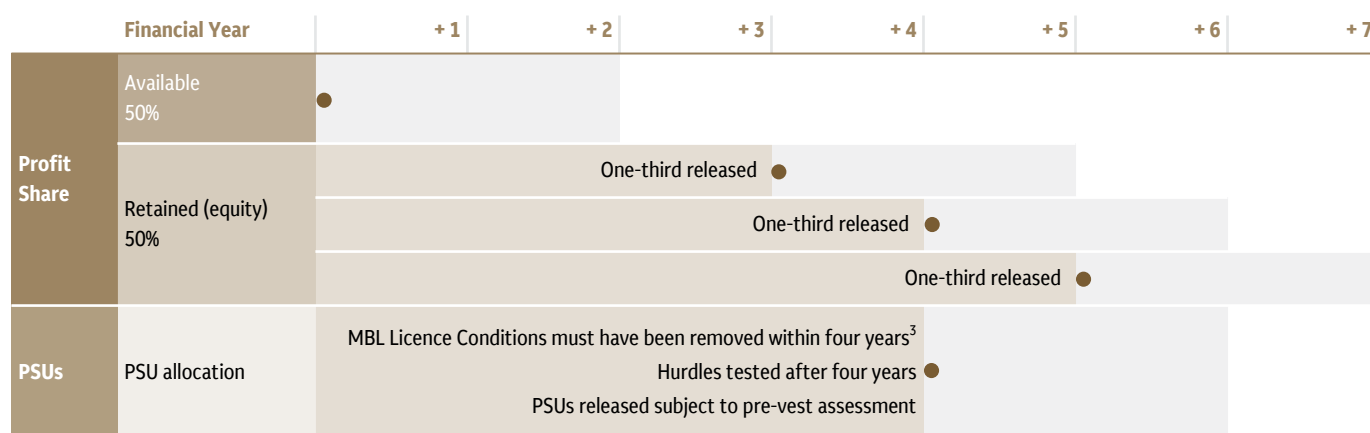 Financial Year + 1 + 2 + 3 + 4 + 5 + 6 + 7
Profit
Share
Available
50%
Retained (equity)
50%
One-third released
One-third released
One-third released
PSUs
PSU allocation
MBL Licence Conditions must have been removed within four years³
Hurdles tested after four years
PSUs released subject to pre-vest assessment